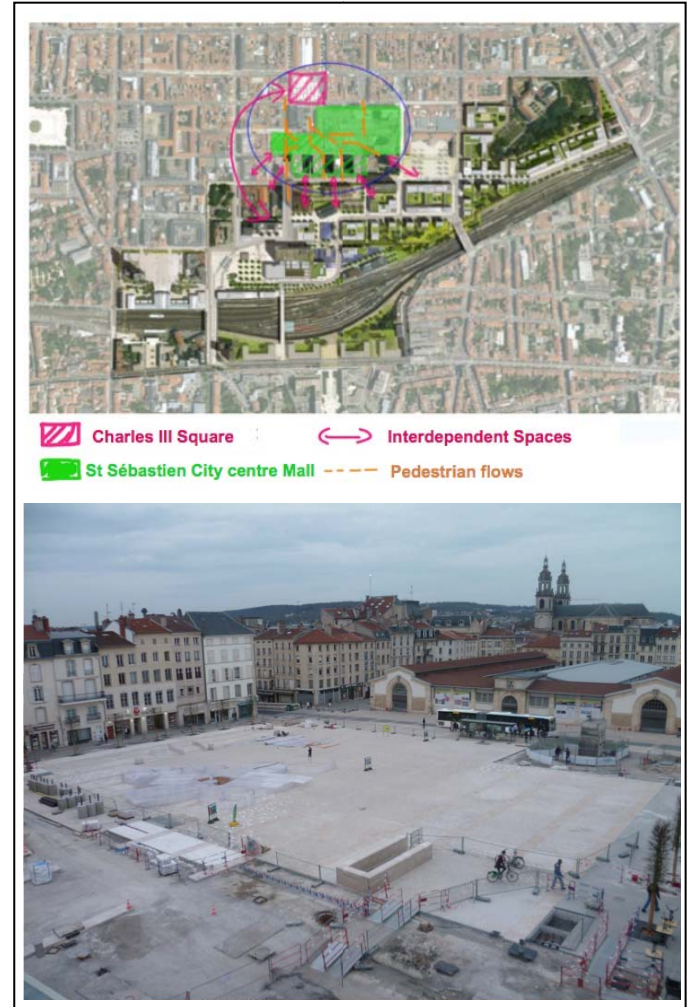 Charles III Square
Interdependent Spaces
St Sébastien City centre Mall
Pedestrian flows